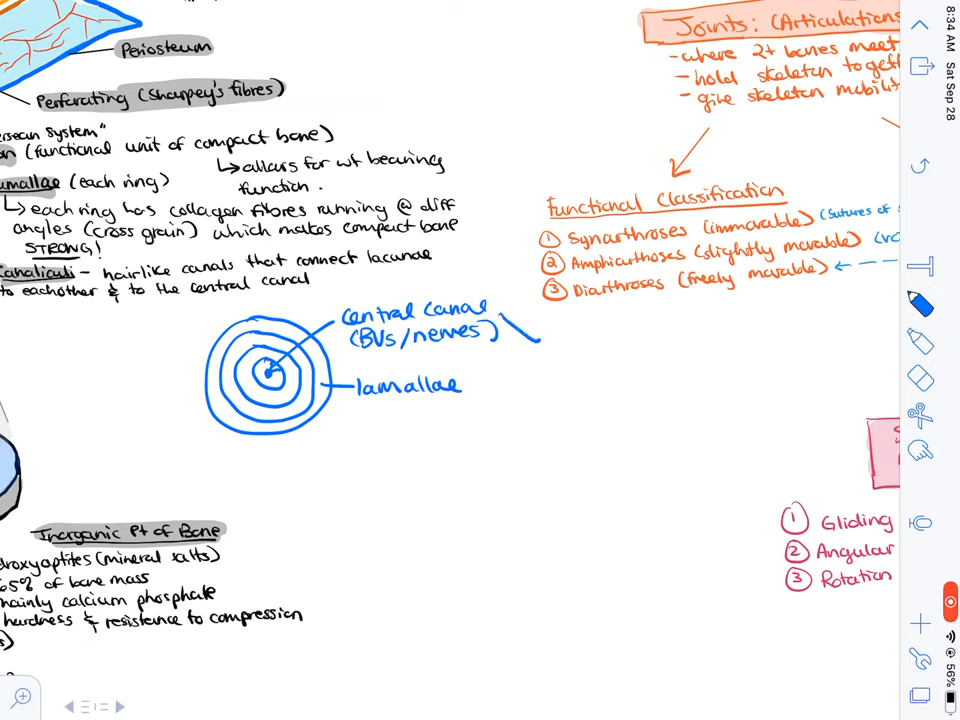 Periosteum
Perforating (sharpey's fibres)
ersean system"
on (functional unit of compact bone)
↳ allows for wt bearing
function.
amallae (each ring)
↳ each ring has collagen fibres running @ diff
angles (cross grain) which makes compact bone
STRONG!
Canaliculi - hairlike canals that connect lacunae
to eachother & to the central canal
central canal
(BVs/nerves)
lamallae
Inorganic Pt of Bone
droxyaptites (mineral salts)
65% of bone mass
mainly calcium phosphate
hardness & resistance to compression
s)
Joints: (Articulations
- where 2+ bones meet
- hold skeleton togeth
- give skeleton mobilit
Functional Classification
① Synarthroses (immovable) (sutures of s
② Amphiarthoses (slightly movable) (ve
③ Diarthroses (freely movable) ←
① Gliding
② Angular
③ Rotation
8:34 AM Sat Sep 28
56%